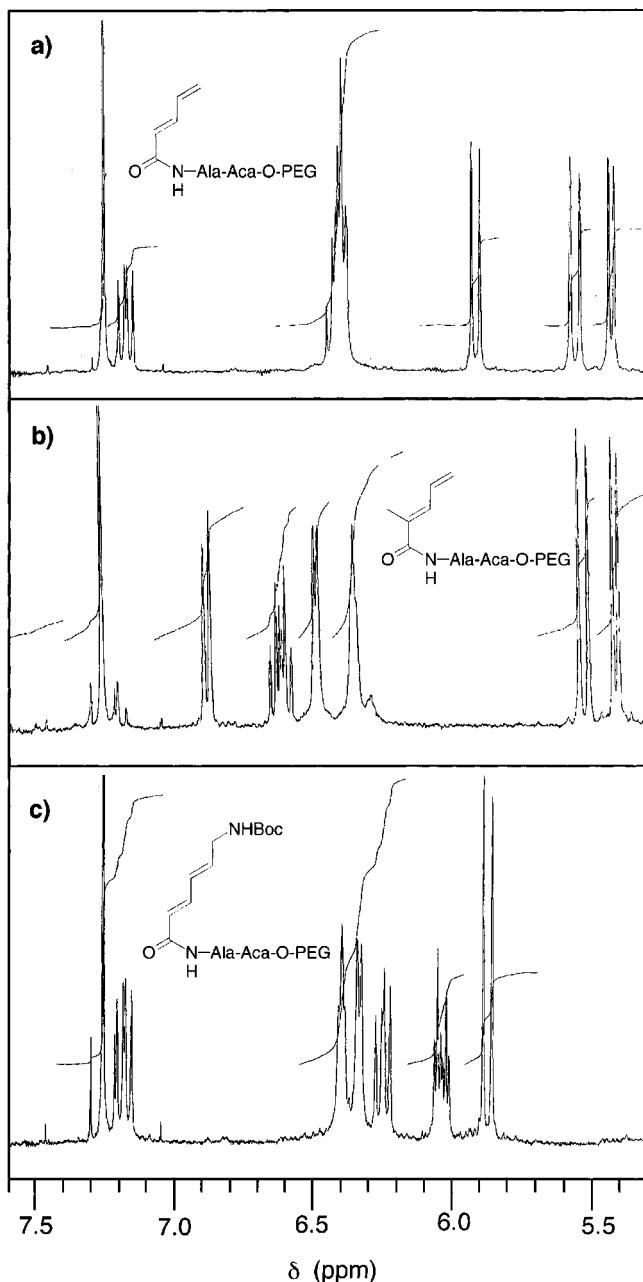 a)
O
N-Ala-Aca-O-PEG
H
b)
O
N-Ala-Aca-O-PEG
H
c)
NHBoc
O
N-Ala-Aca-O-PEG
H
7.5 7.0 6.5 6.0 5.5
δ (ppm)